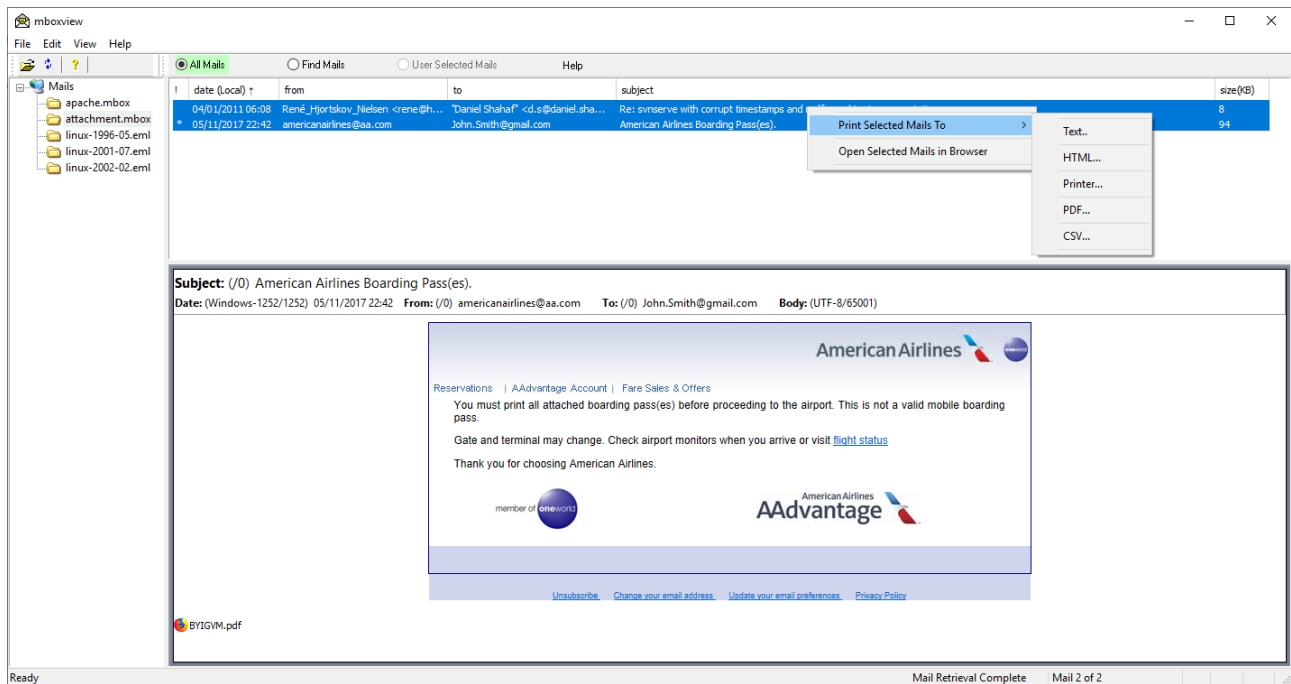 mboxview
File Edit View Help
? All Mails Find Mails User Selected Mails Help
Mails
apache.mbox
attachment.mbox
linux-1996-05.eml
linux-2001-07.eml
linux-2002-02.eml
! date (Local) ↑ from to subject size(KB)
04/01/2011 06:08 René_Hjortskov_Nielsen <rene@h... "Daniel Shahaf" <d.s@daniel.sha... Re: svnserve with corrupt timestamps and 8
* 05/11/2017 22:42 americanairlines@aa.com John.Smith@gmail.com American Airlines Boarding Pass(es). 94
Print Selected Mails To >
Open Selected Mails in Browser
Text..
HTML...
Printer...
PDF...
CSV...
Subject: (/0) American Airlines Boarding Pass(es).
Date: (Windows-1252/1252) 05/11/2017 22:42 From: (/0) americanairlines@aa.com To: (/0) John.Smith@gmail.com Body: (UTF-8/65001)
American Airlines oneworld
Reservations | AAdvantage Account | Fare Sales & Offers
You must print all attached boarding pass(es) before proceeding to the airport. This is not a valid mobile boarding
pass.
Gate and terminal may change. Check airport monitors when you arrive or visit flight status
Thank you for choosing American Airlines.
member of oneworld
American Airlines
AAdvantage
Unsubscribe Change your email address Update your email preferences Privacy Policy
BYIGVM.pdf
Ready Mail Retrieval Complete Mail 2 of 2